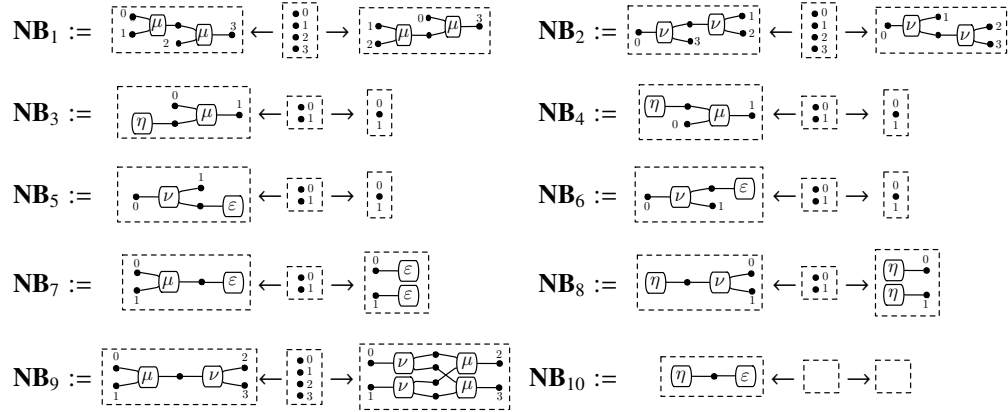 NB₁ := 0 1 2 μ μ 3 ← 0 1 2 3 → 0 1 2 μ μ 3
NB₂ := 0 ν ν 1 2 3 ← 0 1 2 3 → 0 ν 1 ν 2 3
NB₃ := η 0 μ 1 ← 0 1 → 0 1
NB₄ := η 0 μ 1 ← 0 1 → 0 1
NB₅ := 0 ν 1 ε ← 0 1 → 0 1
NB₆ := 0 ν ε 1 ← 0 1 → 0 1
NB₇ := 0 1 μ ε ← 0 1 → 0 ε 1 ε
NB₈ := η ν 0 1 ← 0 1 → η 0 η 1
NB₉ := 0 1 μ ν 2 3 ← 0 1 2 3 → 0 ν μ 2 1 ν μ 3
NB₁₀ := η ε ← →